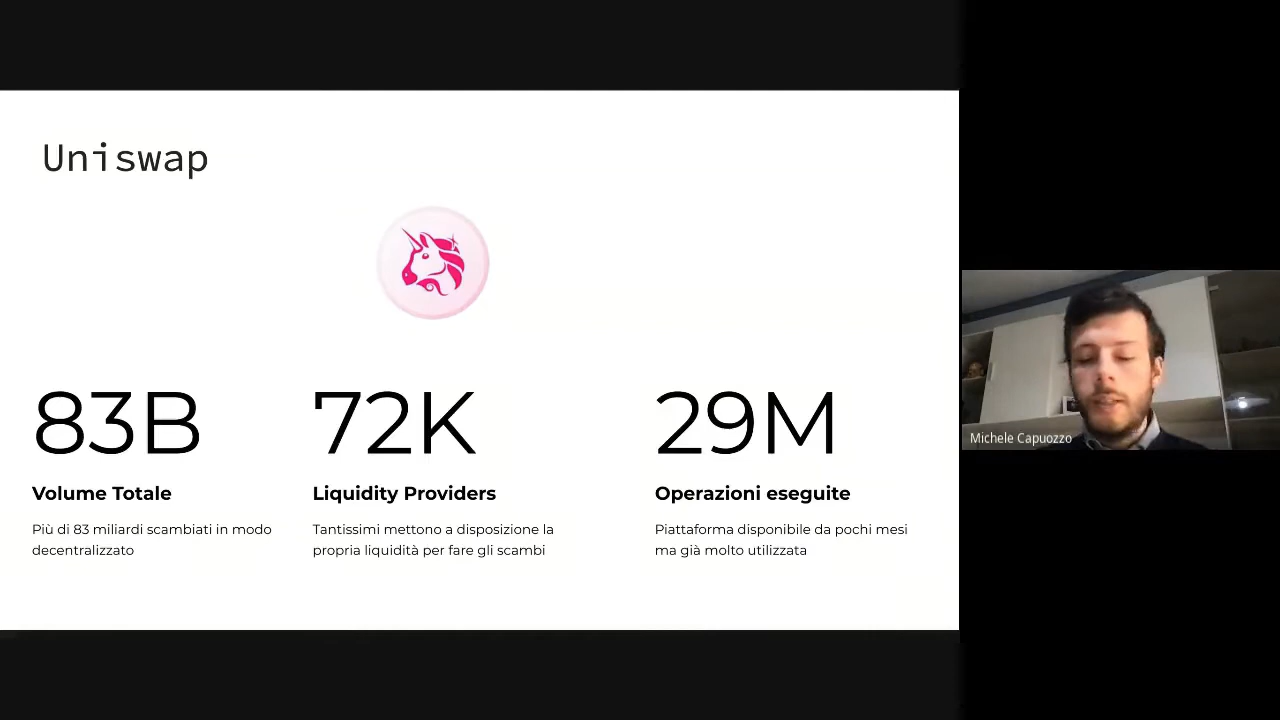 Uniswap
83B
Volume Totale
Più di 83 miliardi scambiati in modo
decentralizzato
72K
Liquidity Providers
Tantissimi mettono a disposizione la
propria liquidità per fare gli scambi
29M
Operazioni eseguite
Piattaforma disponibile da pochi mesi
ma già molto utilizzata
Michele Capuozzo